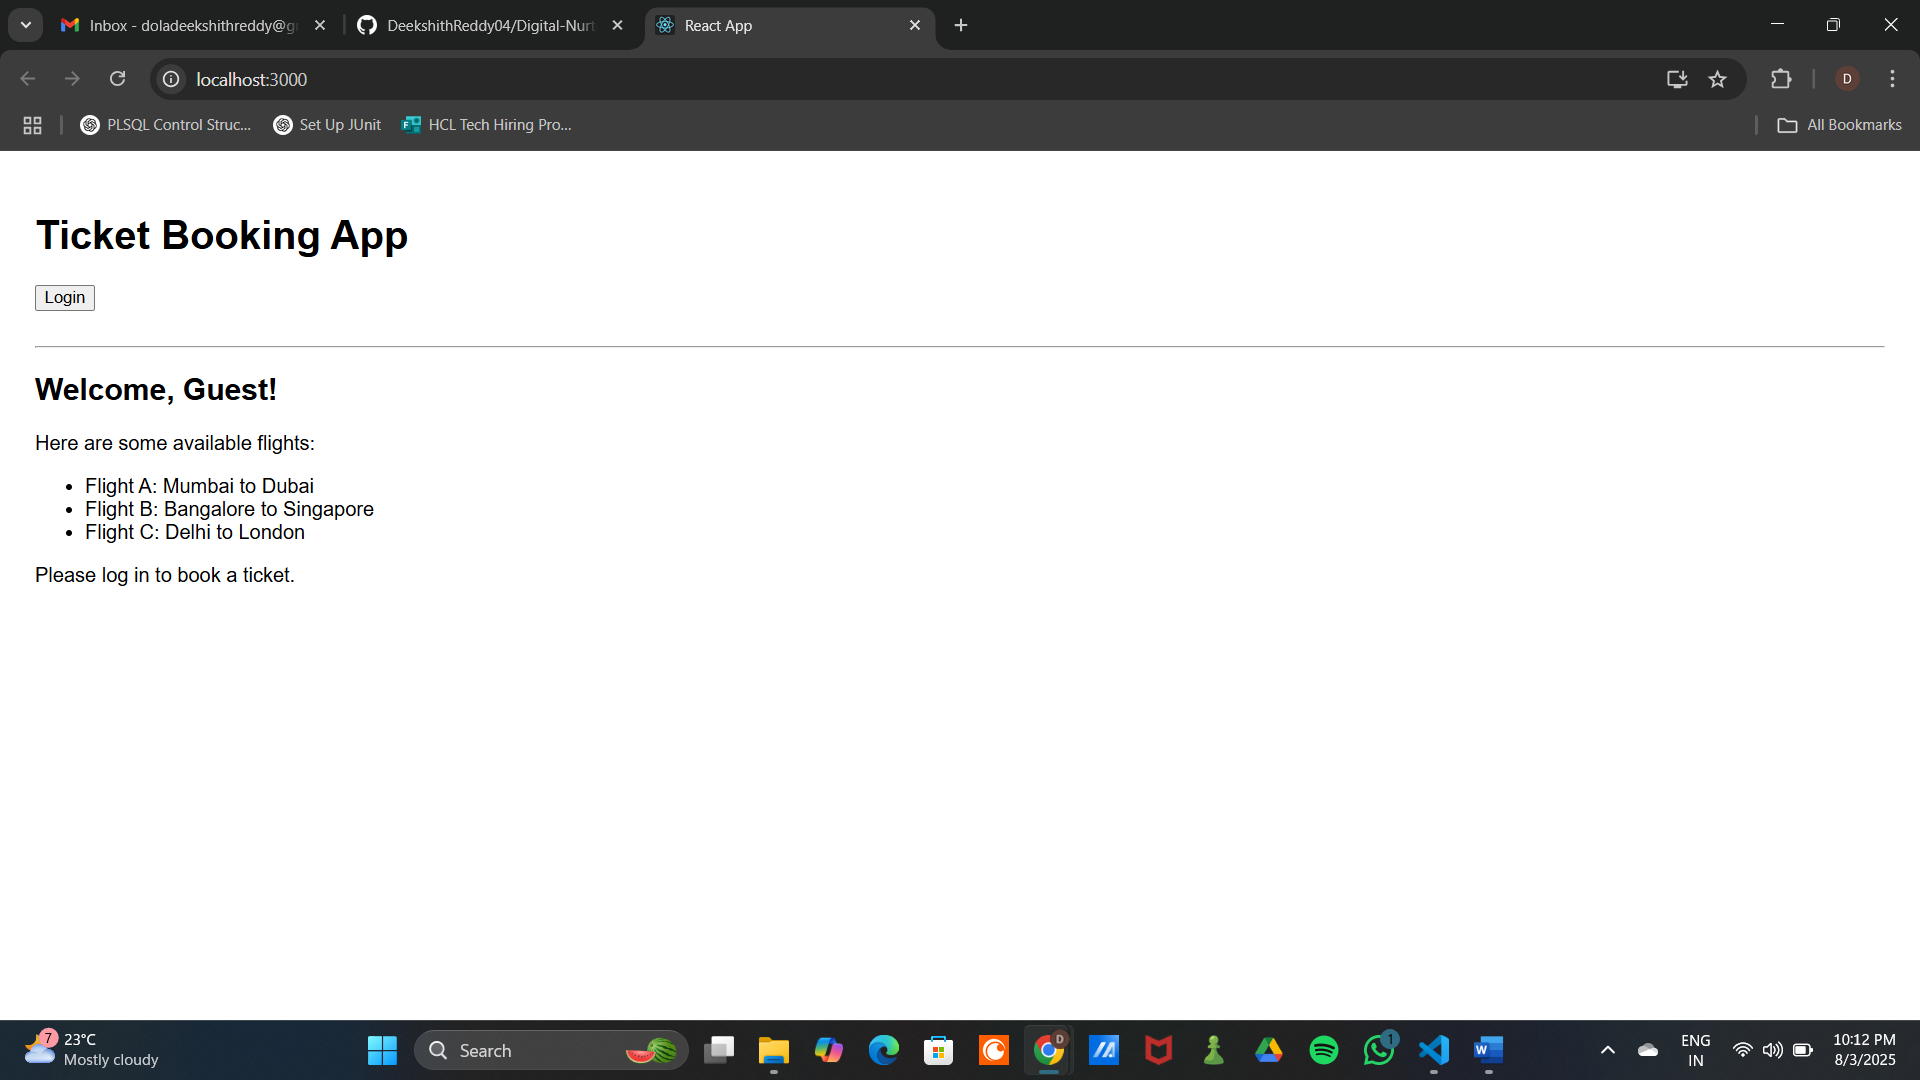 Inbox - doladeekshithreddy@g
DeekshithReddy04/Digital-Nurt
React App
localhost:3000
D
PLSQL Control Struc...
Set Up JUnit
HCL Tech Hiring Pro...
All Bookmarks
Ticket Booking App
Login
Welcome, Guest!
Here are some available flights:
• Flight A: Mumbai to Dubai
• Flight B: Bangalore to Singapore
• Flight C: Delhi to London
Please log in to book a ticket.
7
23°C
Mostly cloudy
Search
D
1
W
ENG
IN
10:12 PM
8/3/2025